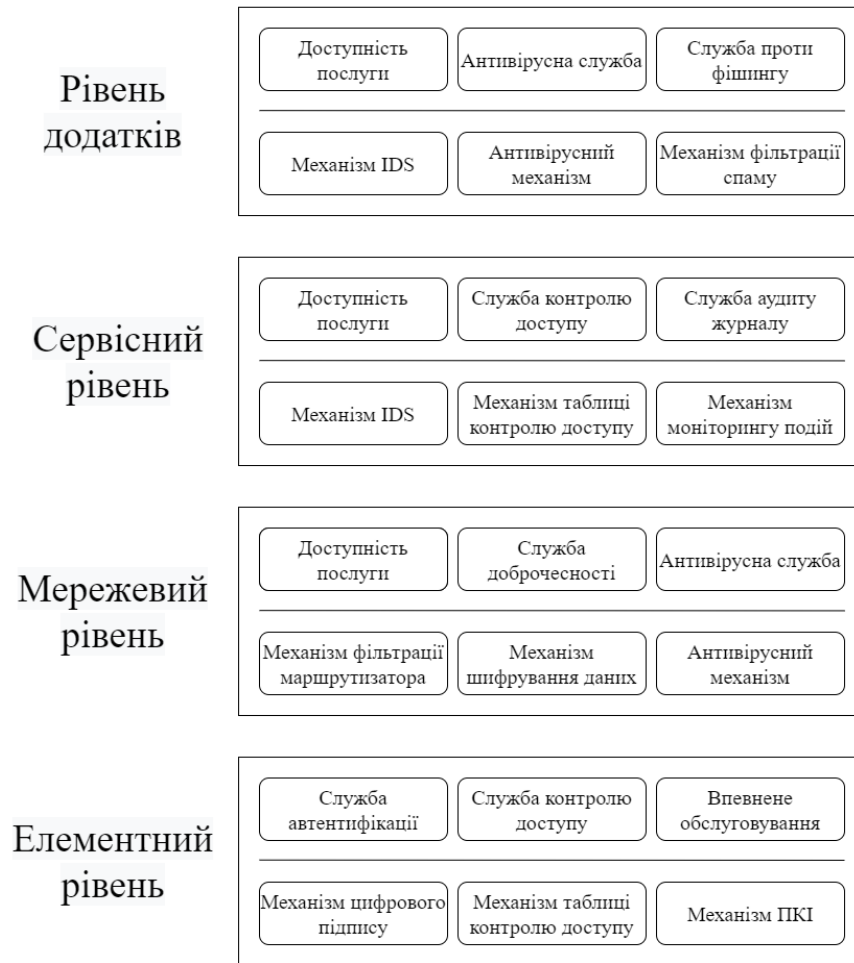 Рівень
додатків
Доступність
послуги
Антивірусна служба
Служба проти
фішингу
Механізм IDS
Антивірусний
механізм
Механізм фільтрації
спаму
Сервісний
рівень
Доступність
послуги
Служба контролю
доступу
Служба аудиту
журналу
Механізм IDS
Механізм таблиці
контролю доступу
Механізм
моніторингу подій
Мережевий
рівень
Доступність
послуги
Служба
доброчесності
Антивірусна служба
Механізм фільтрації
маршрутизатора
Механізм
шифрування даних
Антивірусний
механізм
Елементний
рівень
Служба
автентифікації
Служба контролю
доступу
Впевнене
обслуговування
Механізм цифрового
підпису
Механізм таблиці
контролю доступу
Механізм ПКІ